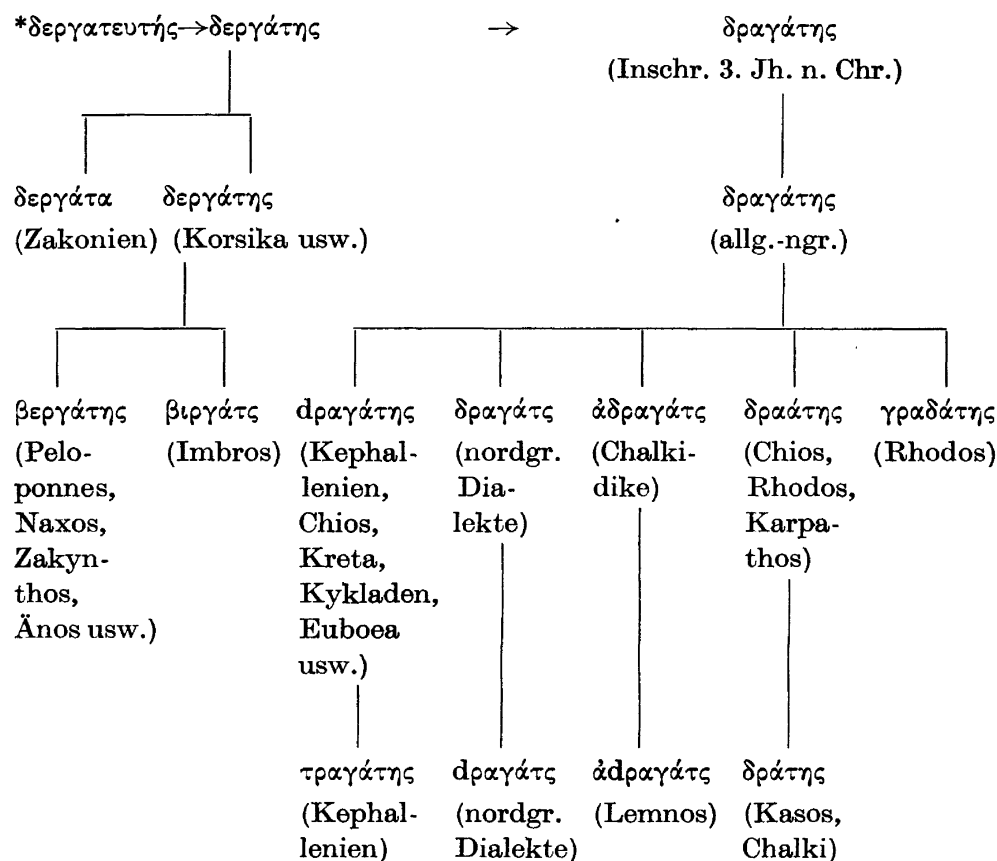 *δεργατευτής→δεργάτης → δραγάτης
(Inschr. 3. Jh. n. Chr.)
δεργάτα δεργάτης δραγάτης
(Zakonien) (Korsika usw.) (allg.-ngr.)
βεργάτης βιργάτς dραγάτης δραγάτς ἀδραγάτς δραάτης γραδάτης
(Pelo- (Imbros) (Kephal- (nordgr. (Chalki- (Chios, (Rhodos)
ponnes, lenien, Dia- dike) Rhodos,
Naxos, Chios, lekte) Karpa-
Zakyn- Kreta, thos)
thos, Kykladen,
Änos usw.) Euboea
usw.)
τραγάτης dραγάτς ἀdραγάτς δράτης
(Kephal- (nordgr. (Lemnos) (Kasos,
lenien) Dialekte) Chalki)